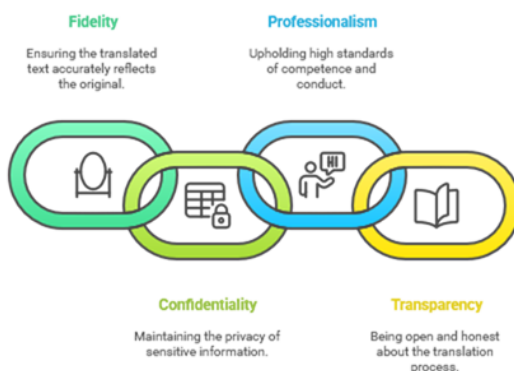 Fidelity
Ensuring the translated
text accurately reflects
the original.
Professionalism
Upholding high standards
of competence and
conduct.
HI
Confidentiality
Maintaining the privacy of
sensitive information.
Transparency
Being open and honest
about the translation
process.